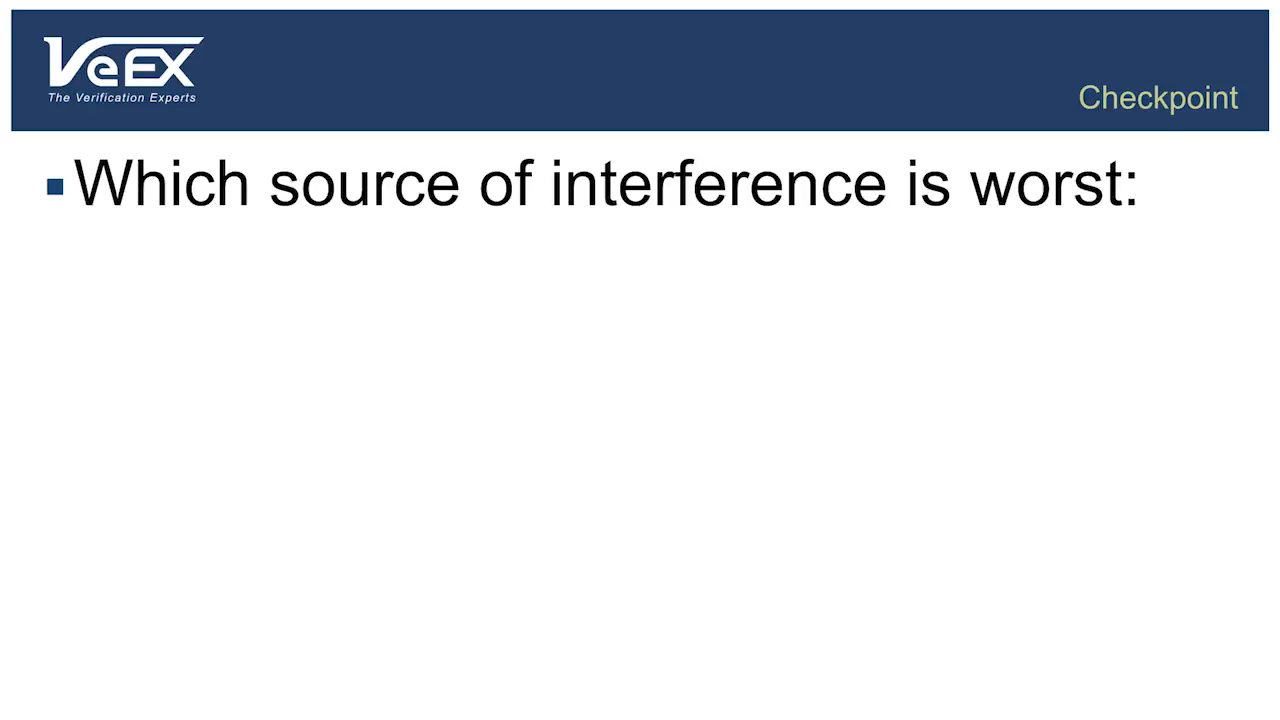 VeEX
The Verification Experts
Checkpoint
▪Which source of interference is worst: